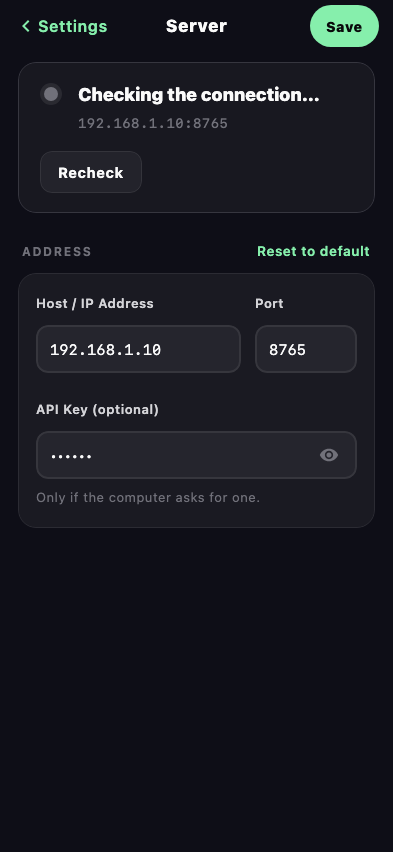 Settings
Server
Save
Checking the connection...
192.168.1.10:8765
Recheck
ADDRESS
Reset to default
Host / IP Address
Port
192.168.1.10
8765
API Key (optional)
••••••
Only if the computer asks for one.